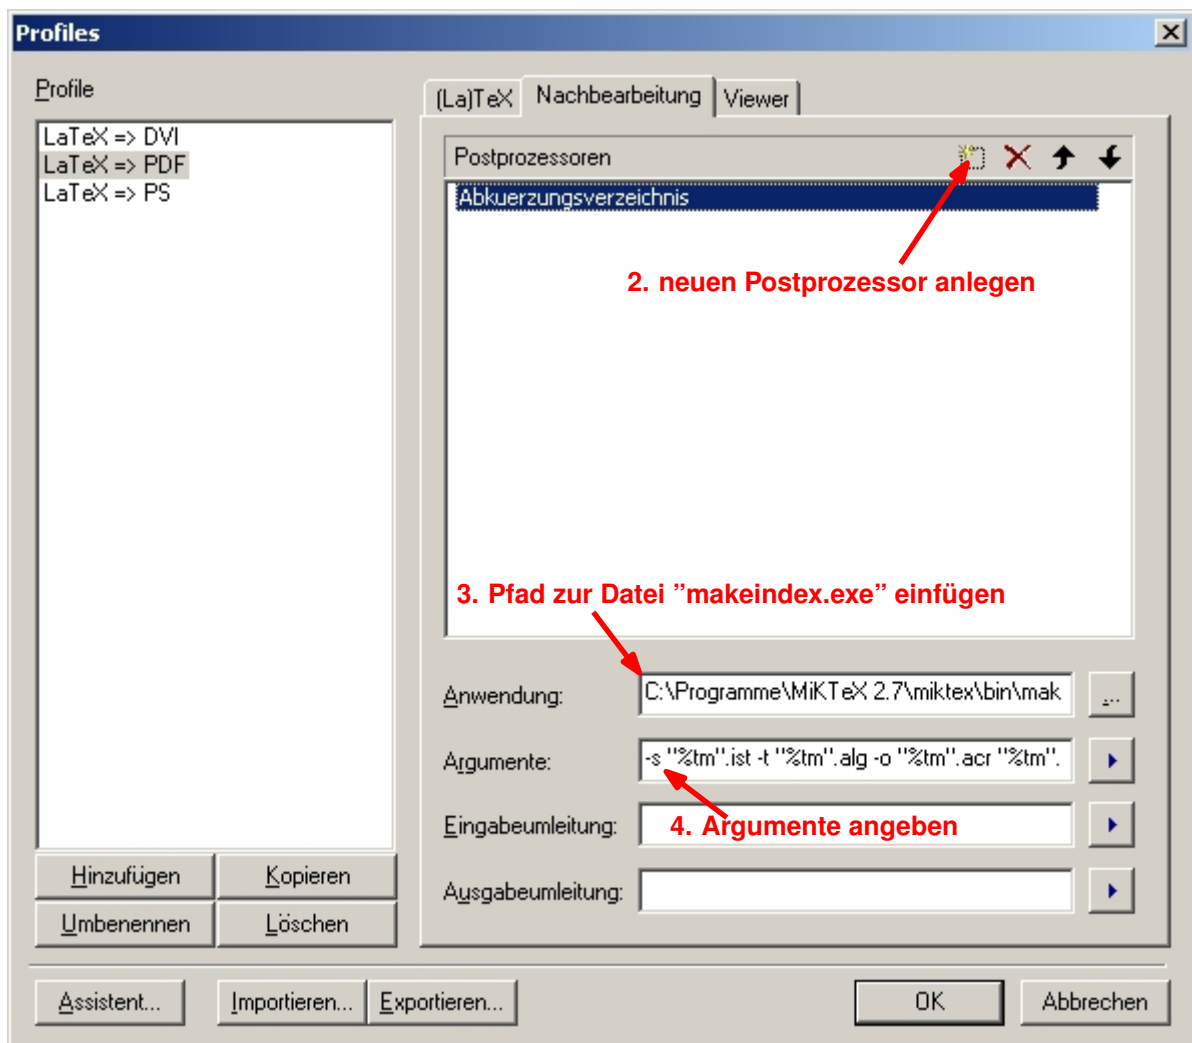 Profiles
Profile
LaTeX => DVI
LaTeX => PDF
LaTeX => PS
(La)TeX Nachbearbeitung Viewer
Postprozessoren
Abkuerzungsverzeichnis
2. neuen Postprozessor anlegen
3. Pfad zur Datei ”makeindex.exe” einfügen
Anwendung: C:\Programme\MiKTeX 2.7\miktex\bin\mak ...
Argumente: -s "%tm".ist -t "%tm".alg -o "%tm".acr "%tm".
Eingabeumleitung: 4. Argumente angeben
Ausgabeumleitung:
Hinzufügen Kopieren
Umbenennen Löschen
Assistent... Importieren... Exportieren... OK Abbrechen